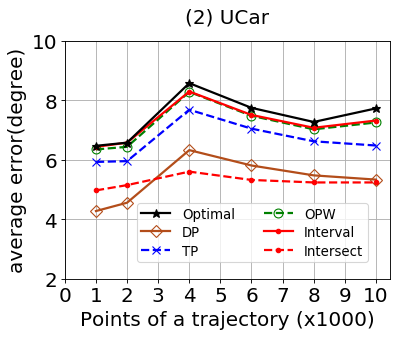 (2) UCar
average error(degree)
10
8
6
4
2
Optimal OPW
DP Interval
TP Intersect
0 1 2 3 4 5 6 7 8 9 10
Points of a trajectory (x1000)